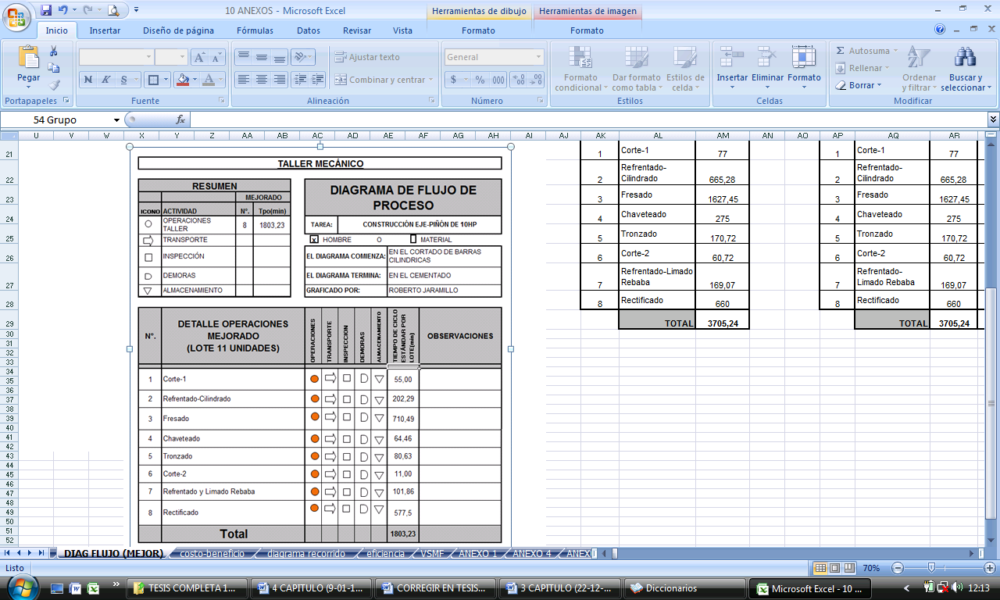 10 ANEXOS - Microsoft Excel
Herramientas de dibujo
Herramientas de imagen
Inicio
Insertar
Diseño de página
Fórmulas
Datos
Revisar
Vista
Formato
Formato
Pegar
Portapapeles
N K S
A A
Fuente
Ajustar texto
Combinar y centrar
Alineación
General
$ % 000
Número
Formato condicional
Dar formato como tabla
Estilos de celda
Estilos
Insertar
Eliminar
Formato
Celdas
Autosuma
Rellenar
Borrar
Ordenar y filtrar
Buscar y seleccionar
Modificar
54 Grupo
fx
U V W X Y Z AA AB AC AD AE AF AG AH AI AJ AK AL AM AN AO AP AQ AR
21
22
23
24
25
26
27
28
29
30
31
32
33
34
35
36
37
38
39
40
41
42
43
44
45
46
47
48
49
50
51
52
TALLER MECÁNICO
RESUMEN
MEJORADO
ICONO ACTIVIDAD N°. Tpo(min)
OPERACIONES TALLER 8 1803,23
TRANSPORTE
INSPECCIÓN
DEMORAS
ALMACENAMIENTO
DIAGRAMA DE FLUJO DE
PROCESO
TAREA: CONSTRUCCIÓN EJE-PIÑÓN DE 10HP
X HOMBRE O MATERIAL
EL DIAGRAMA COMIENZA: EN EL CORTADO DE BARRAS CILINDRICAS
EL DIAGRAMA TERMINA: EN EL CEMENTADO
GRAFICADO POR: ROBERTO JARAMILLO
N°.
DETALLE OPERACIONES
MEJORADO
(LOTE 11 UNIDADES)
OPERACIONES
TRANSPORTE
INSPECCION
DEMORAS
ALMACENAMIENTO
TIEMPO DE CICLO
ESTÁNDAR POR
LOTE(min)
OBSERVACIONES
1 Corte-1 55,00
2 Refrentado-Cilindrado 202,29
3 Fresado 710,49
4 Chaveteado 64,46
5 Tronzado 80,63
6 Corte-2 11,00
7 Refrentado y Limado Rebaba 101,86
8 Rectificado 577,5
Total 1803,23
1 Corte-1 77
2 Refrentado-Cilindrado 665,28
3 Fresado 1627,45
4 Chaveteado 275
5 Tronzado 170,72
6 Corte-2 60,72
7 Refrentado-Limado Rebaba 169,07
8 Rectificado 660
TOTAL 3705,24
1 Corte-1 77
2 Refrentado-Cilindrado 665,28
3 Fresado 1627,45
4 Chaveteado 275
5 Tronzado 170,72
6 Corte-2 60,72
7 Refrentado-Limado Rebaba 169,07
8 Rectificado 660
TOTAL 3705,24
DIAG FLUJO (MEJOR) costo-beneficio diagrama recorrido eficiencia VSMF ANEXO 1 ANEXO 4 ANEX
Listo
70%
TESIS COMPLETA 1...
4 CAPITULO (9-01-1...
CORREGIR EN TESIS...
3 CAPITULO (22-12-...
Diccionarios
Microsoft Excel - 10 ...
12:13